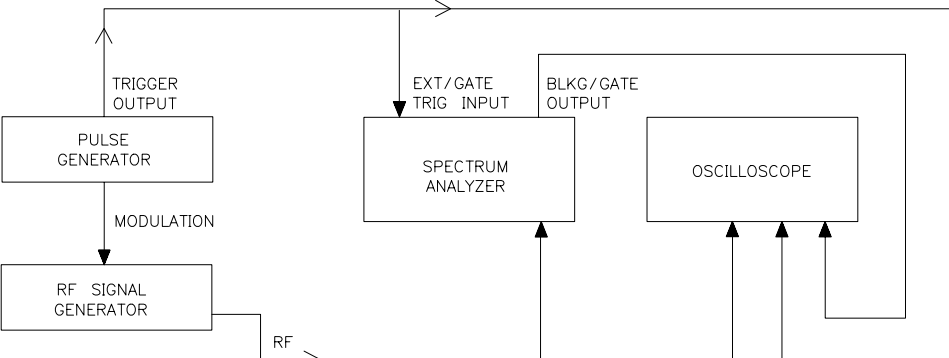 TRIGGER
OUTPUT
EXT/GATE
TRIG INPUT
BLKG/GATE
OUTPUT
PULSE
GENERATOR
SPECTRUM
ANALYZER
OSCILLOSCOPE
MODULATION
RF SIGNAL
GENERATOR
RF